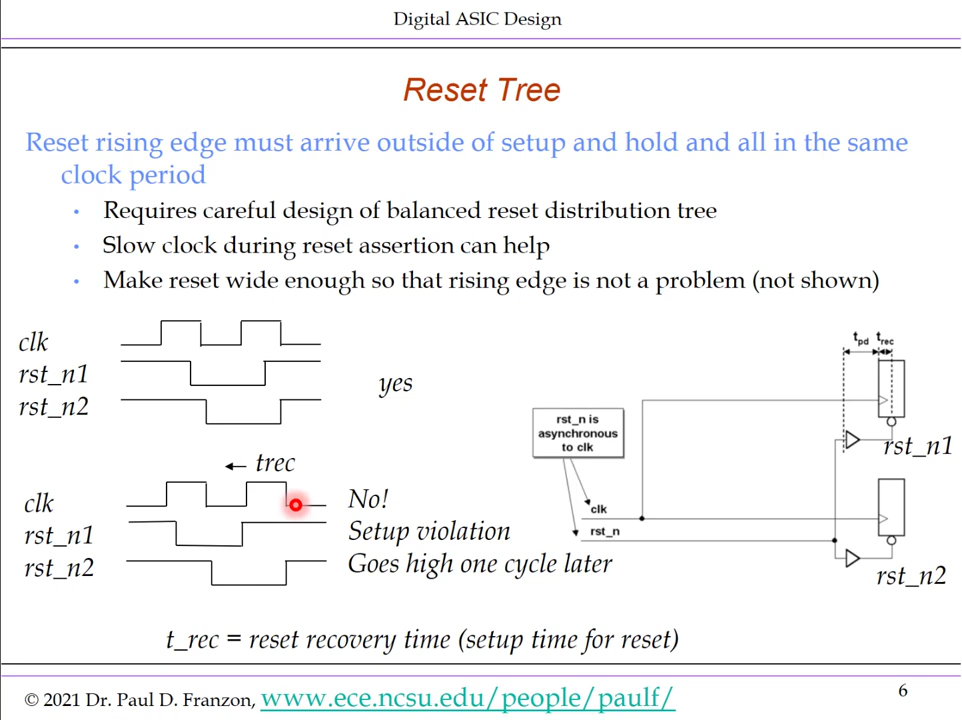 Digital ASIC Design
Reset Tree
Reset rising edge must arrive outside of setup and hold and all in the same
clock period
• Requires careful design of balanced reset distribution tree
• Slow clock during reset assertion can help
• Make reset wide enough so that rising edge is not a problem (not shown)
clk
rst_n1
rst_n2
yes
← trec
clk
rst_n1
rst_n2
No!
Setup violation
Goes high one cycle later
tpd trec
rst_n is
asynchronous
to clk
rst_n1
clk
rst_n
rst_n2
t_rec = reset recovery time (setup time for reset)
© 2021 Dr. Paul D. Franzon, www.ece.ncsu.edu/people/paulf/
6